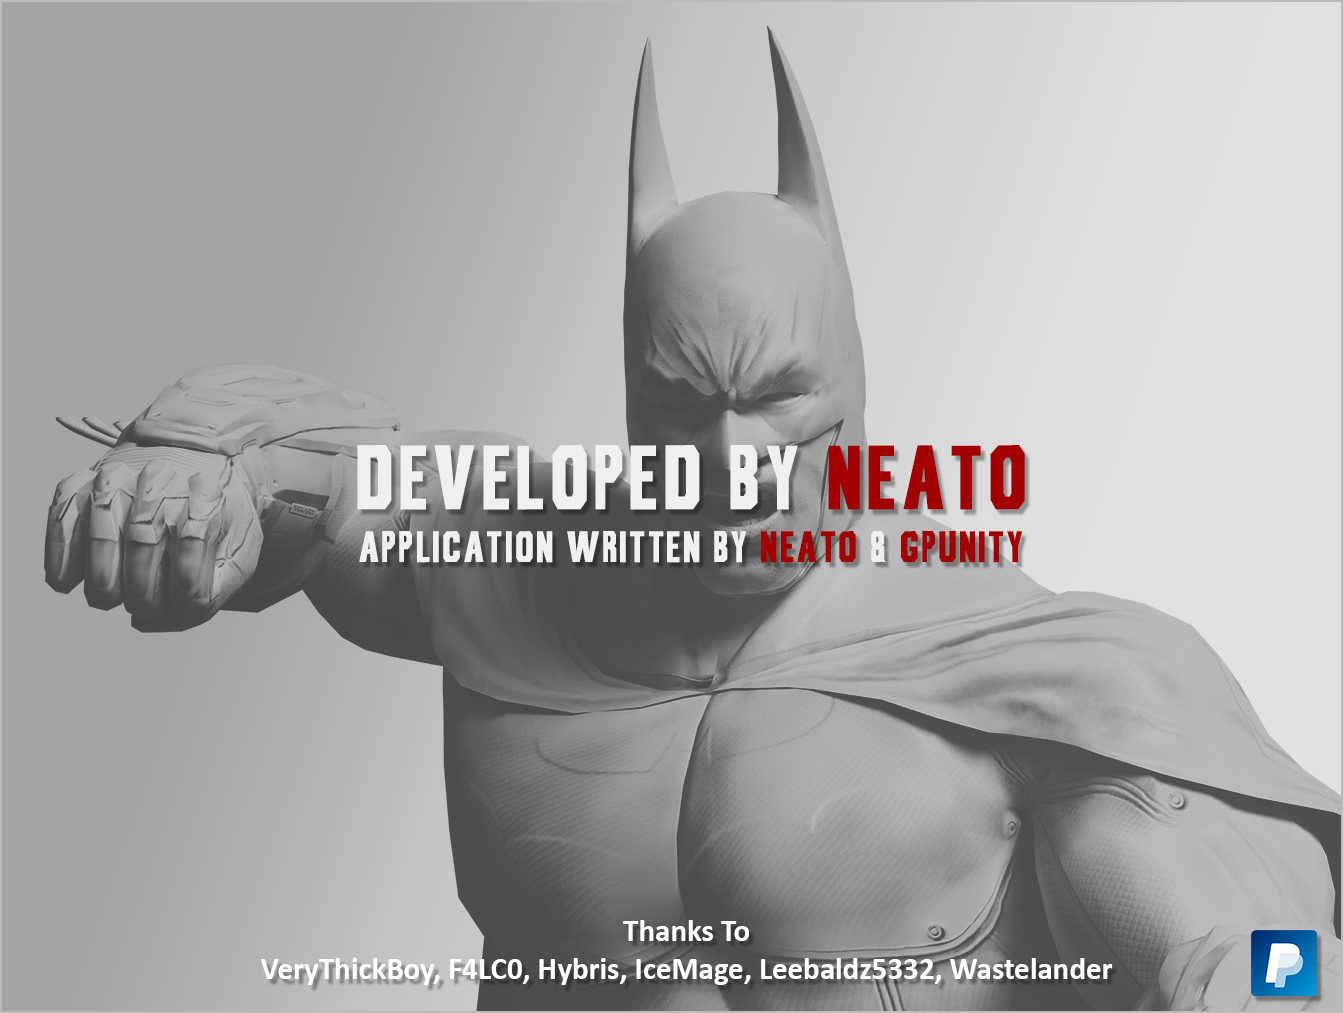 DEVELOPED BY NEATO
APPLICATION WRITTEN BY NEATO & GPUNITY
Thanks To
VeryThickBoy, F4LC0, Hybris, IceMage, Leebaldz5332, Wastelander